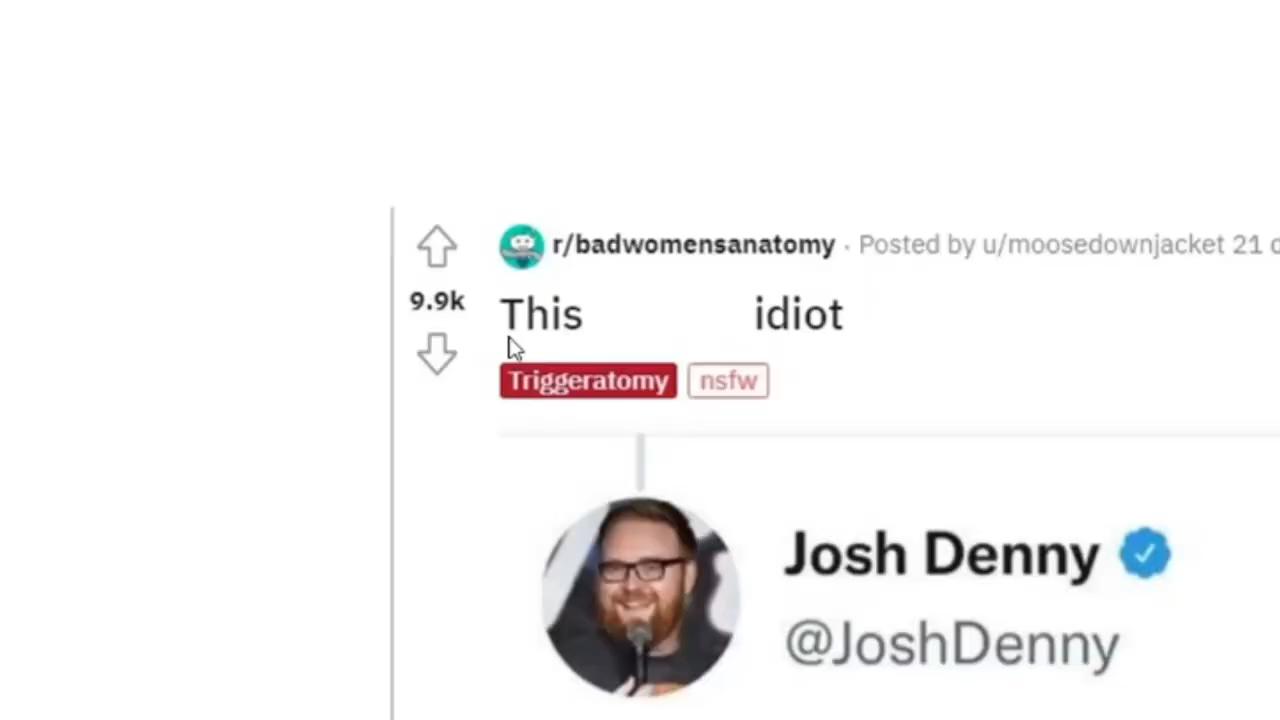 r/badwomensanatomy · Posted by u/moosedownjacket 21
9.9k
This idiot
Triggeratomy nsfw
Josh Denny
@JoshDenny